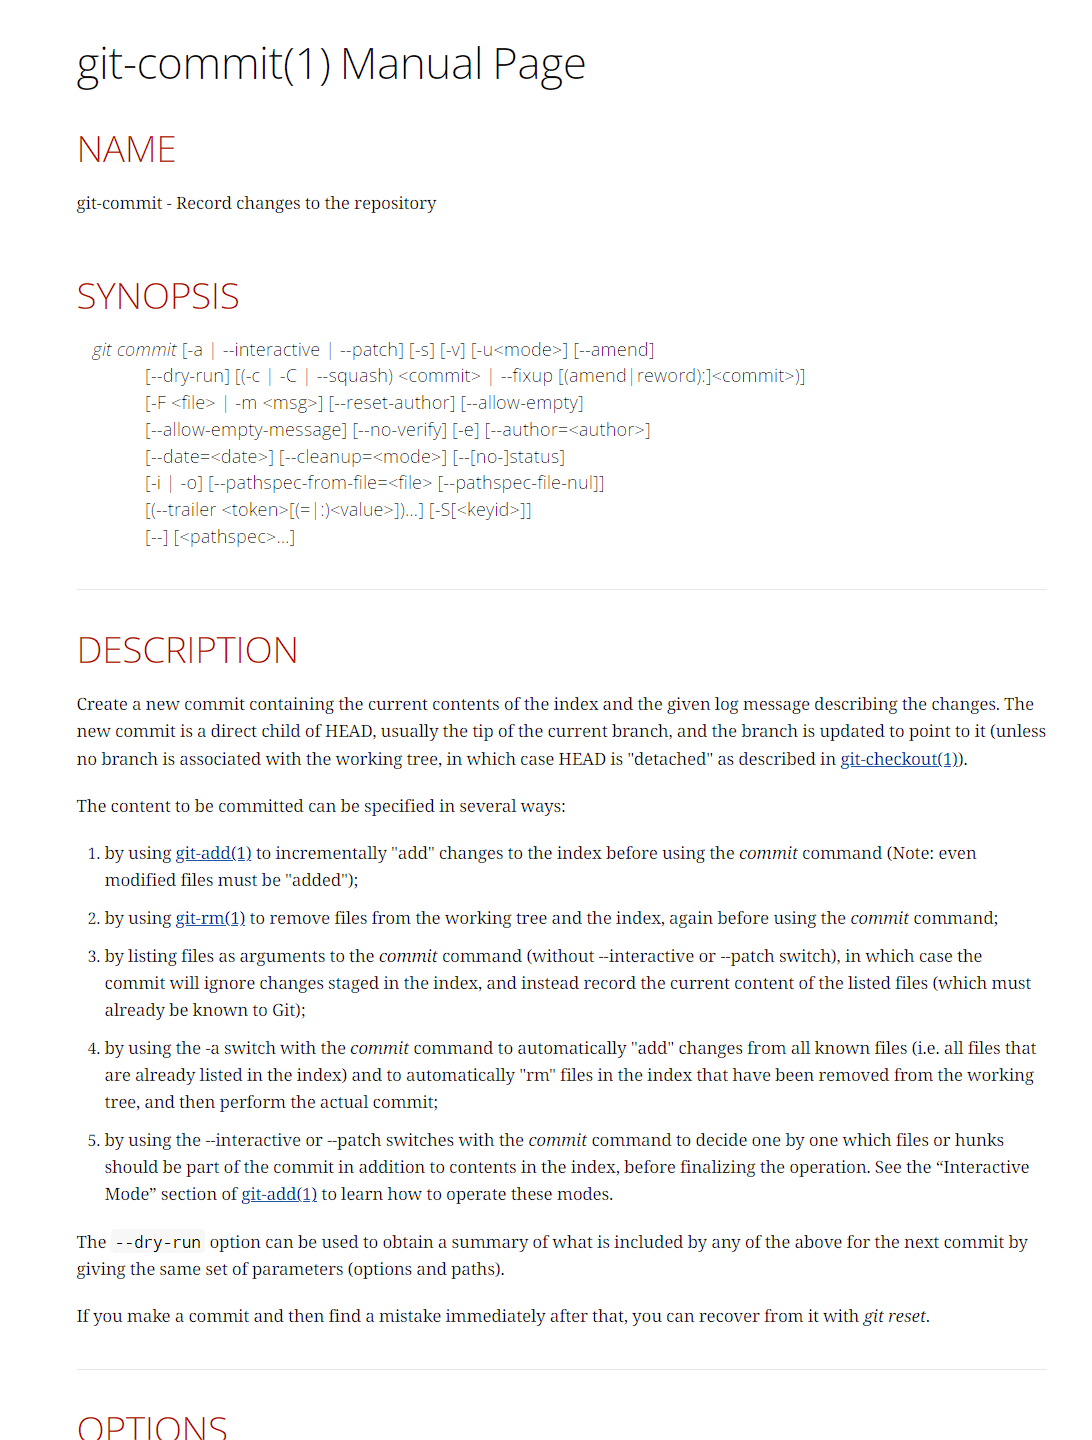 git-commit(1) Manual Page
NAME
git-commit - Record changes to the repository
SYNOPSIS
git commit [-a | --interactive | --patch] [-s] [-v] [-u<mode>] [--amend]
[--dry-run] [(-c | -C | --squash) <commit> | --fixup [(amend|reword):]<commit>)]
[-F <file> | -m <msg>] [--reset-author] [--allow-empty]
[--allow-empty-message] [--no-verify] [-e] [--author=<author>]
[--date=<date>] [--cleanup=<mode>] [--[no-]status]
[-i | -o] [--pathspec-from-file=<file> [--pathspec-file-nul]]
[(--trailer <token>[(=|:)<value>])…] [-S[<keyid>]]
[--] [<pathspec>…]
DESCRIPTION
Create a new commit containing the current contents of the index and the given log message describing the changes. The
new commit is a direct child of HEAD, usually the tip of the current branch, and the branch is updated to point to it (unless
no branch is associated with the working tree, in which case HEAD is "detached" as described in git-checkout(1)).
The content to be committed can be specified in several ways:
1. by using git-add(1) to incrementally "add" changes to the index before using the commit command (Note: even
modified files must be "added");
2. by using git-rm(1) to remove files from the working tree and the index, again before using the commit command;
3. by listing files as arguments to the commit command (without --interactive or --patch switch), in which case the
commit will ignore changes staged in the index, and instead record the current content of the listed files (which must
already be known to Git);
4. by using the -a switch with the commit command to automatically "add" changes from all known files (i.e. all files that
are already listed in the index) and to automatically "rm" files in the index that have been removed from the working
tree, and then perform the actual commit;
5. by using the --interactive or --patch switches with the commit command to decide one by one which files or hunks
should be part of the commit in addition to contents in the index, before finalizing the operation. See the “Interactive
Mode” section of git-add(1) to learn how to operate these modes.
The --dry-run option can be used to obtain a summary of what is included by any of the above for the next commit by
giving the same set of parameters (options and paths).
If you make a commit and then find a mistake immediately after that, you can recover from it with git reset.
OPTIONS